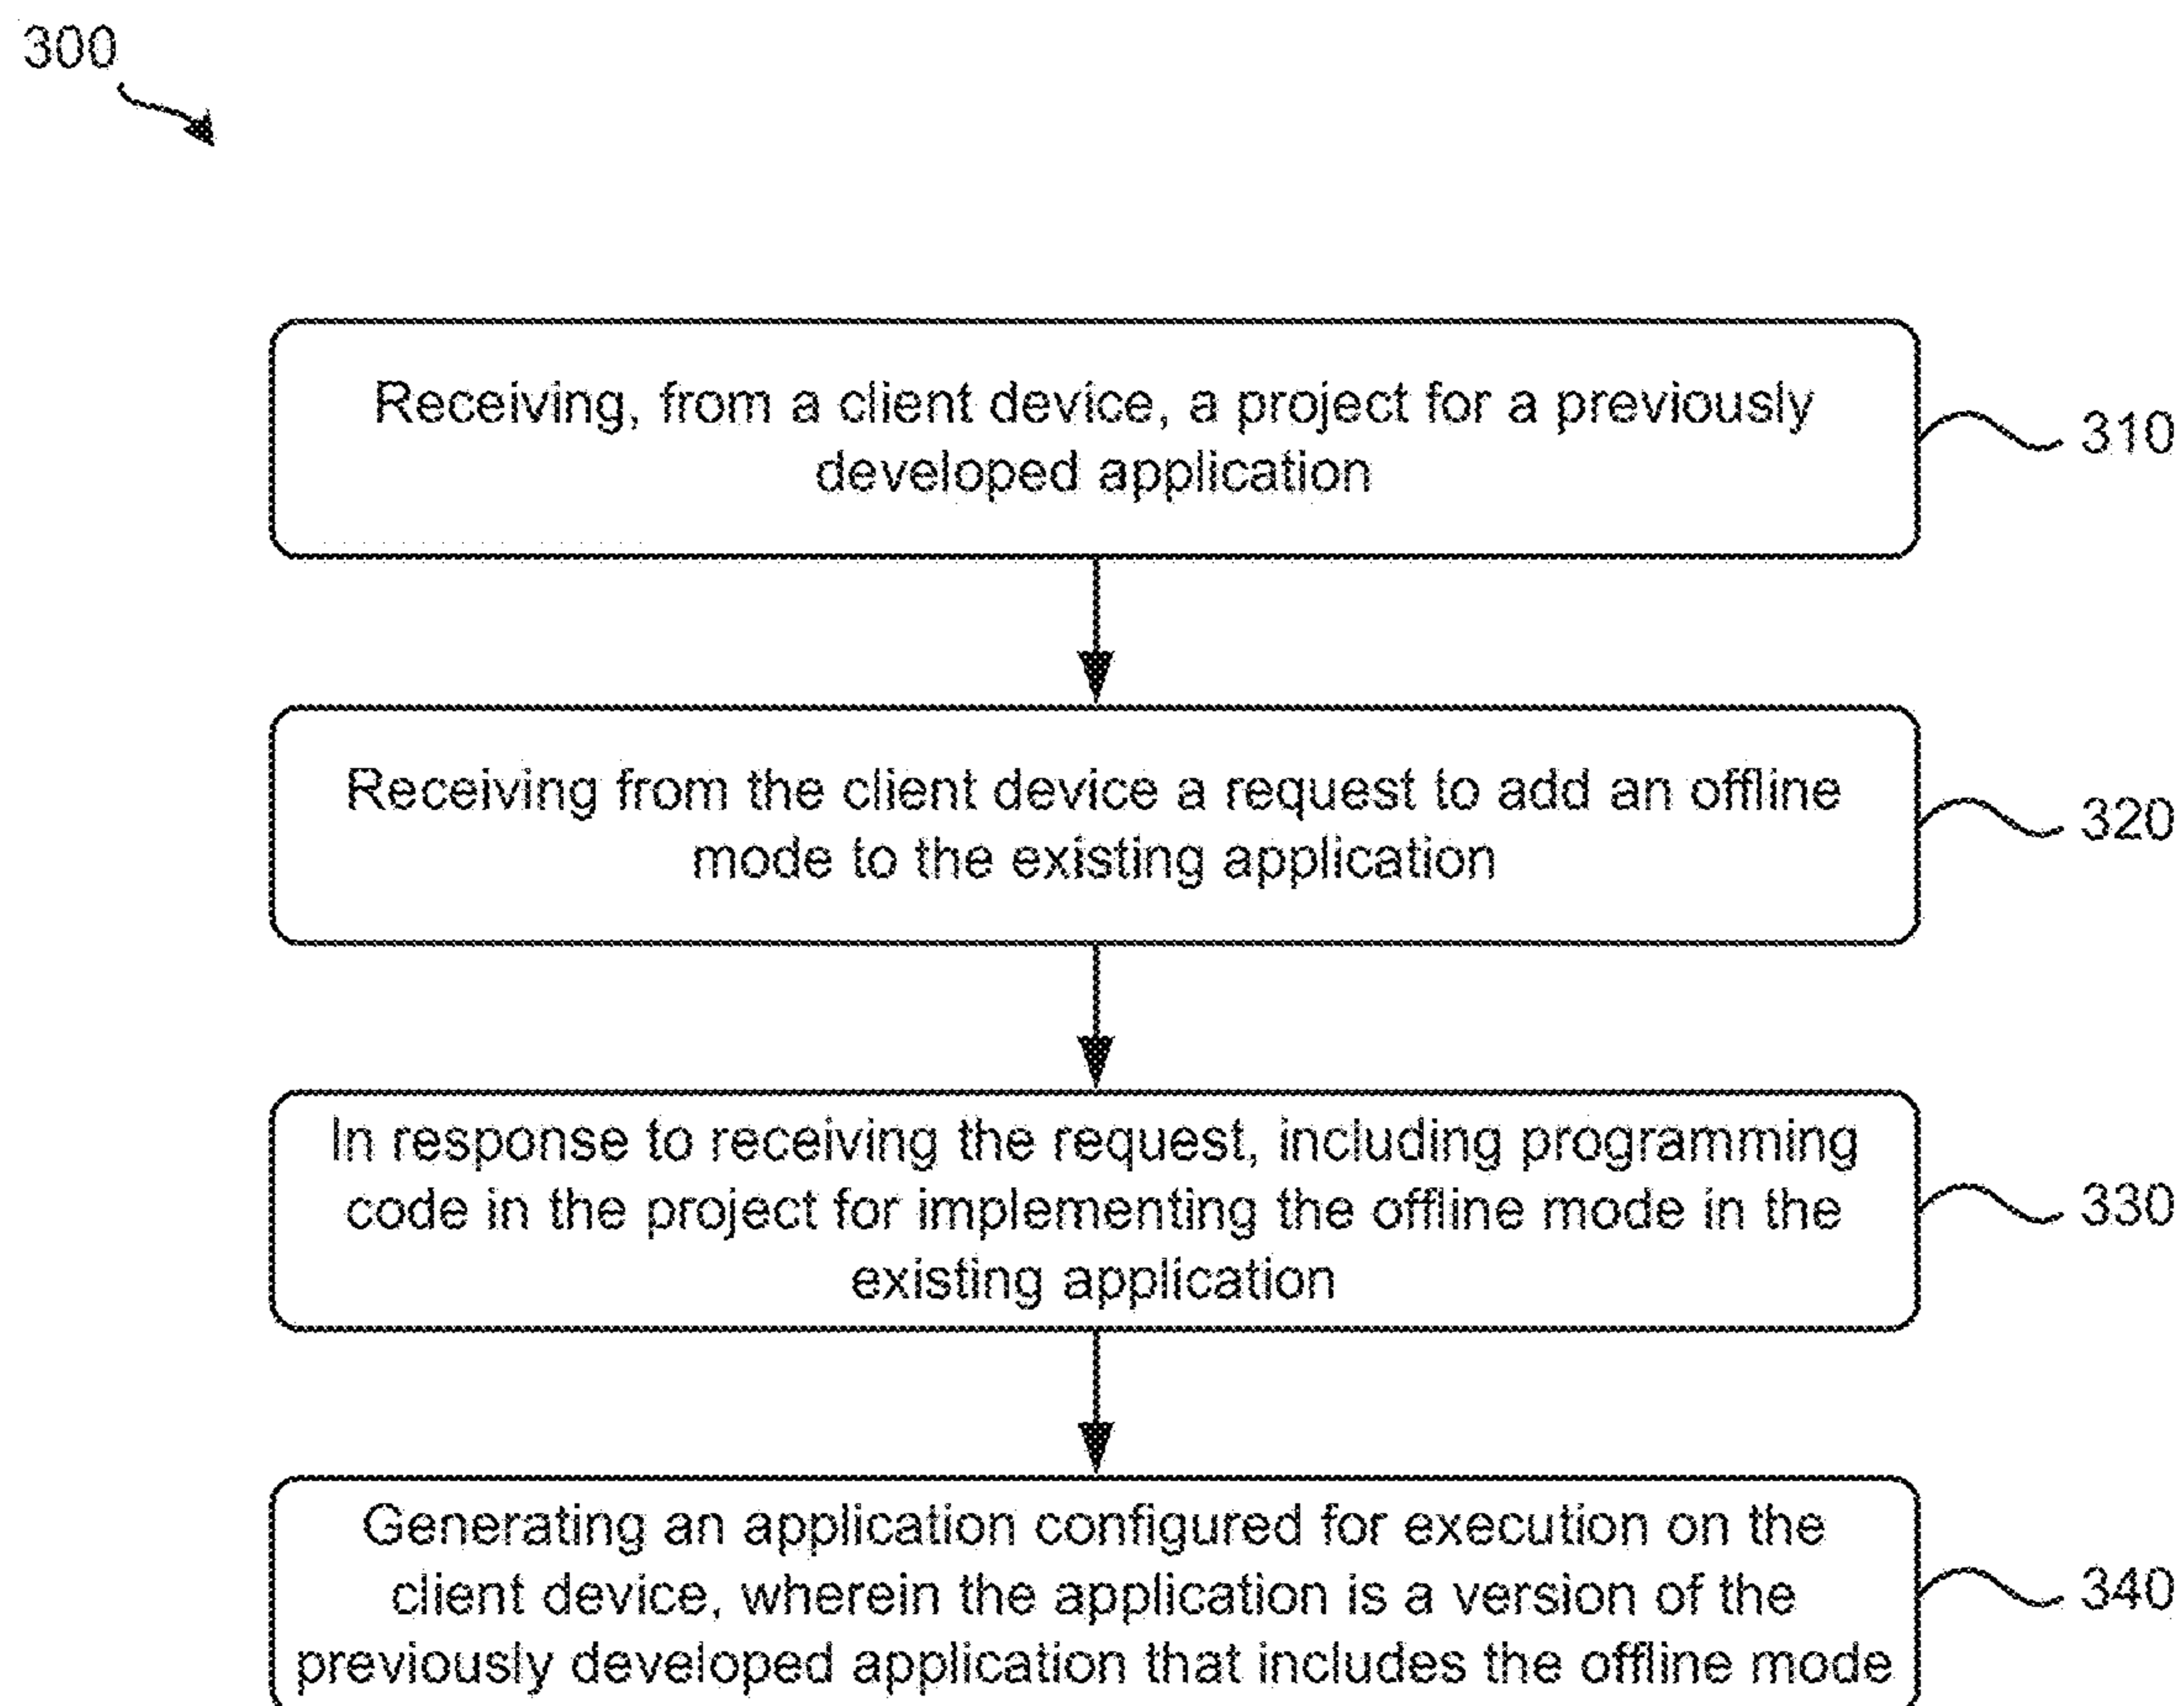 300
Receiving, from a client device, a project for a previously
developed application
310
Receiving from the client device a request to add an offline
mode to the existing application
320
In response to receiving the request, including programming
code in the project for implementing the offline mode in the
existing application
330
Generating an application configured for execution on the
client device, wherein the application is a version of the
previously developed application that includes the offline mode
340